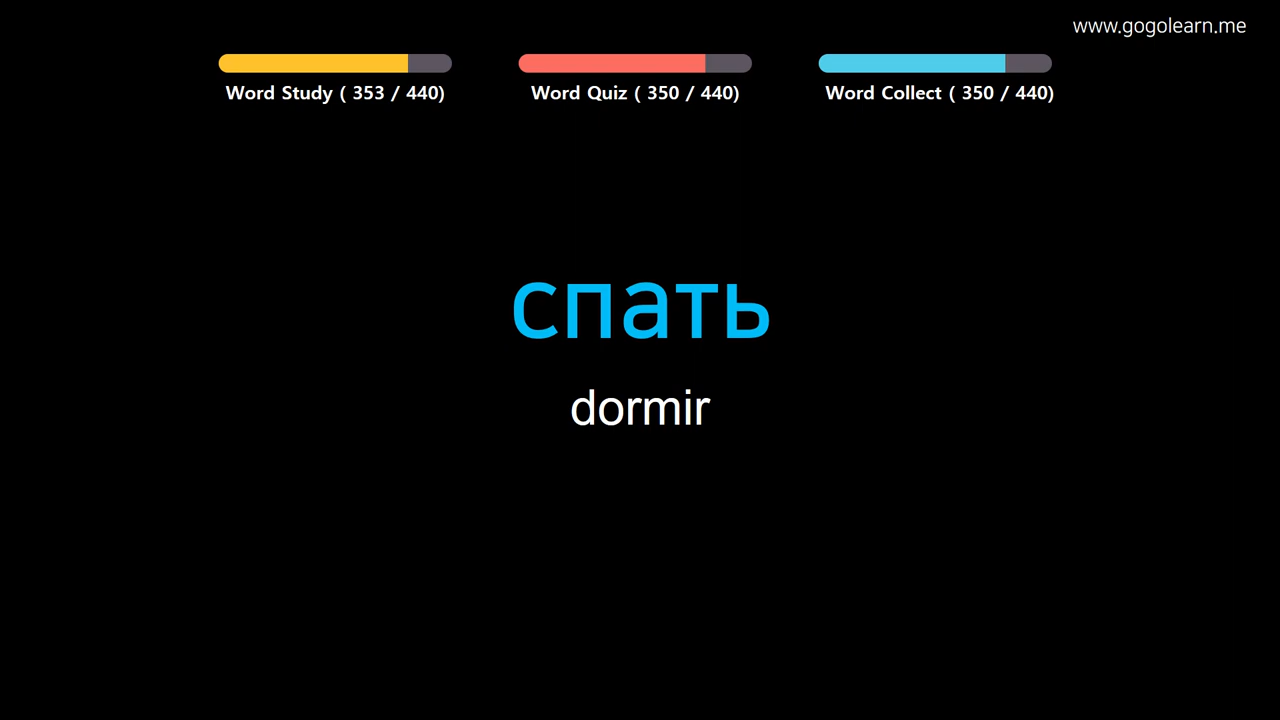 www.gogolearn.me
Word Study ( 353 / 440)
Word Quiz ( 350 / 440)
Word Collect ( 350 / 440)
спать
dormir